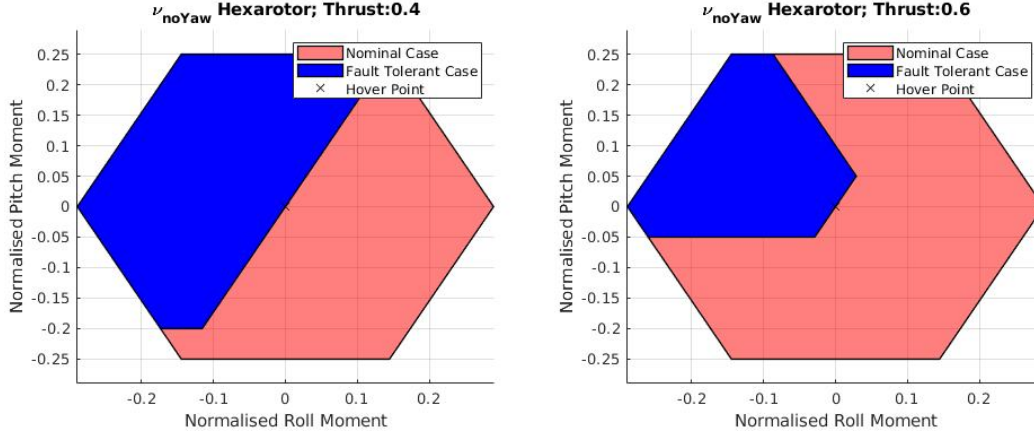 ν_noYaw Hexarotor; Thrust:0.4
Nominal Case
Fault Tolerant Case
Hover Point
0.25
0.2
0.15
0.1
0.05
0
-0.05
-0.1
-0.15
-0.2
-0.25
Normalised Pitch Moment
-0.2 -0.1 0 0.1 0.2
Normalised Roll Moment
ν_noYaw Hexarotor; Thrust:0.6
Nominal Case
Fault Tolerant Case
Hover Point
0.25
0.2
0.15
0.1
0.05
0
-0.05
-0.1
-0.15
-0.2
-0.25
Normalised Pitch Moment
-0.2 -0.1 0 0.1 0.2
Normalised Roll Moment